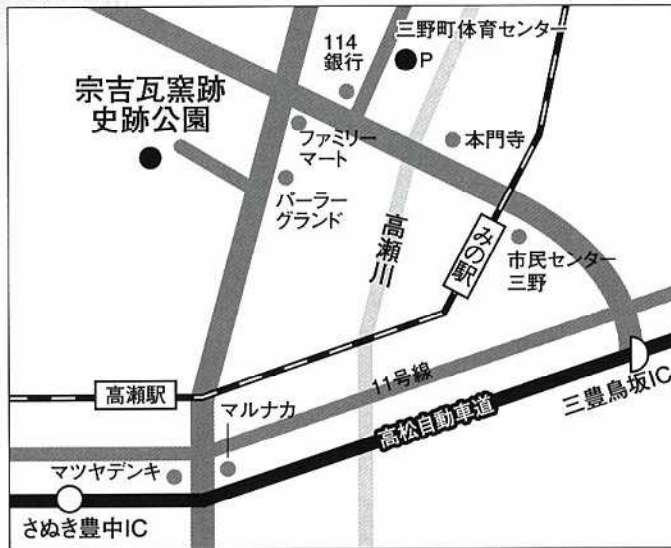 三野町体育センター
P
114
銀行
宗吉瓦窯跡
史跡公園
ファミリー
マート
本門寺
パーラー
グランド
高瀬川
みの駅
市民センター
三野
11号線
三豊鳥坂IC
高瀬駅
マルナカ
高松自動車道
マツヤデンキ
さぬき豊中IC